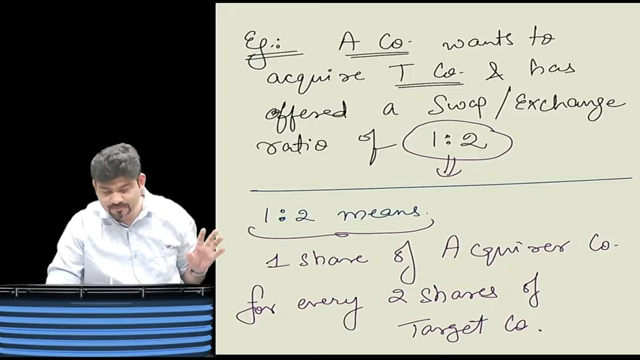 Eg.: A Co. wants to
acquire T Co. & has
offered a Swap/Exchange
ratio of 1:2
1:2 means.
1 share of Acquirer Co.
for every 2 shares of
Target Co.